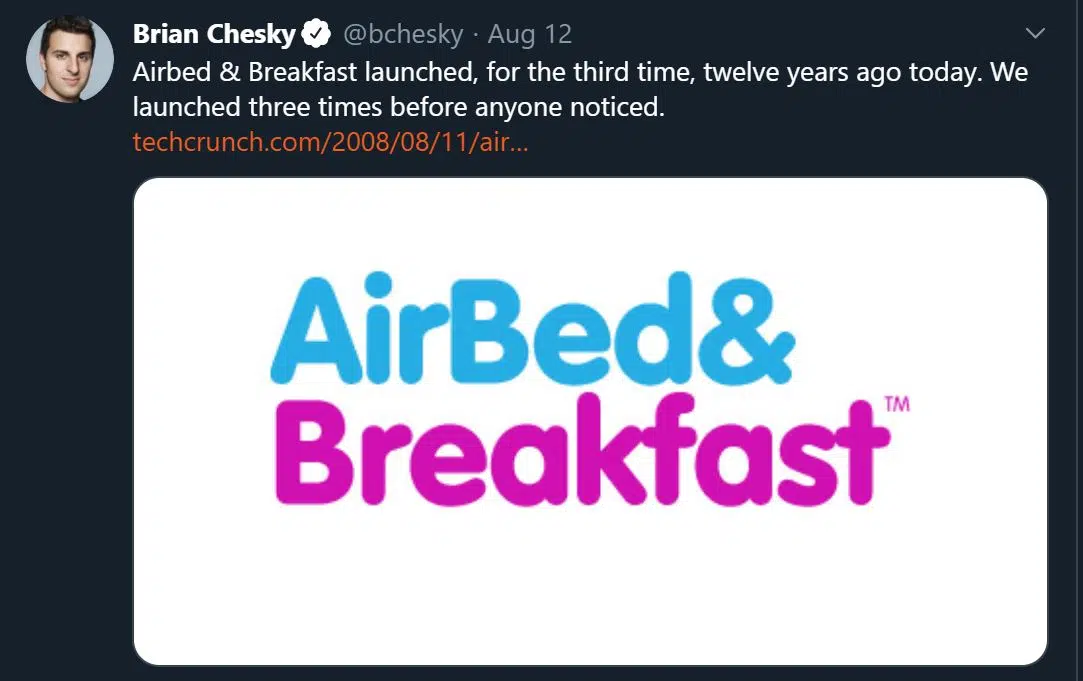 Brian Chesky @bchesky · Aug 12
Airbed & Breakfast launched, for the third time, twelve years ago today. We
launched three times before anyone noticed.
techcrunch.com/2008/08/11/air...
AirBed&
Breakfast™